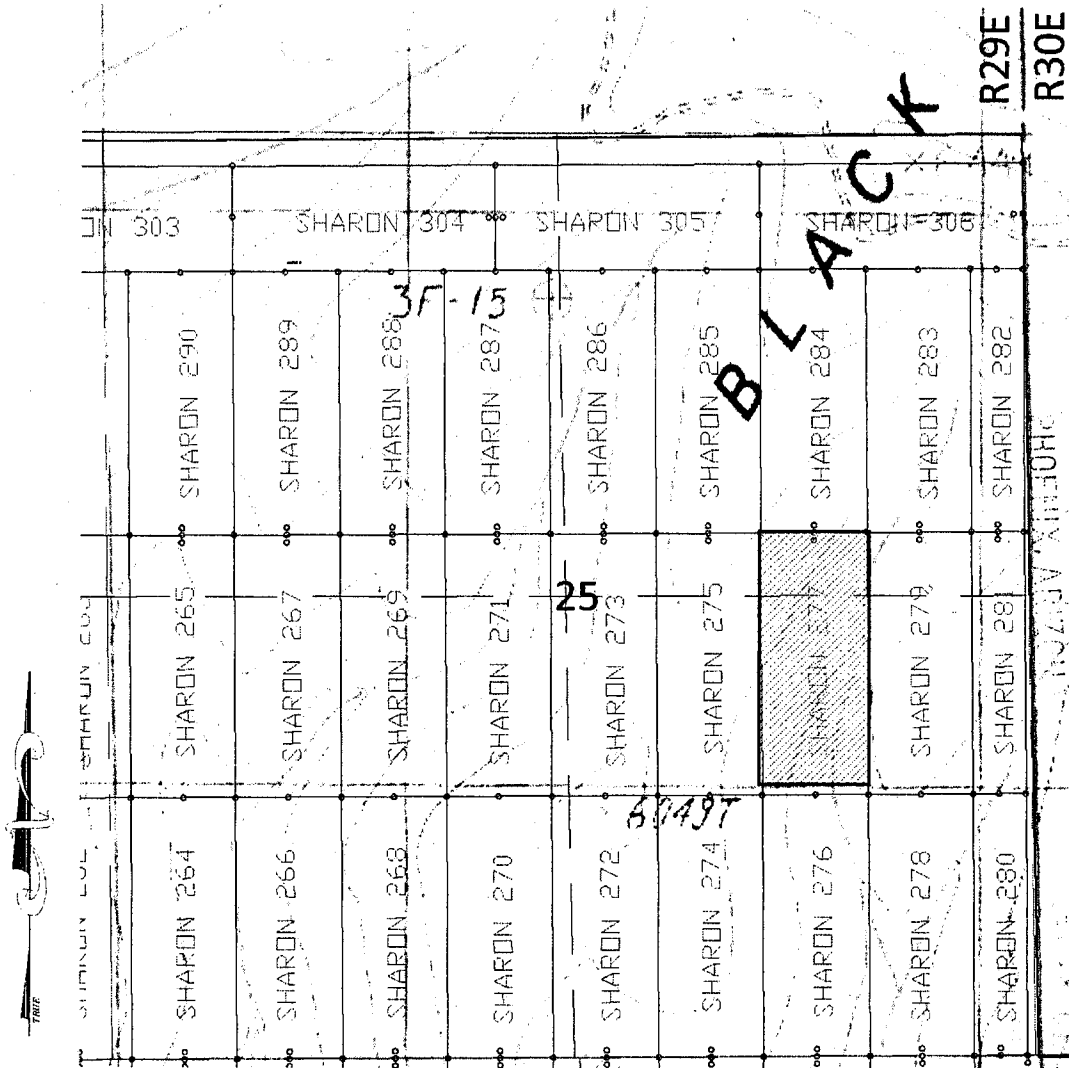 R29E
R30E
BLACK
303
SHARON 304
SHARON 305
SHARON 306
3F-15
SHARON 290
SHARON 289
SHARON 288
SHARON 287
SHARON 286
SHARON 285
SHARON 284
SHARON 283
SHARON 282
25
SHARON 265
SHARON 267
SHARON 269
SHARON 271
SHARON 273
SHARON 275
SHARON 277
SHARON 279
SHARON 281
SHARON
SHARON 264
SHARON 266
SHARON 268
SHARON 270
SHARON 272
SHARON 274
SHARON 276
SHARON 278
SHARON 280
TRUE